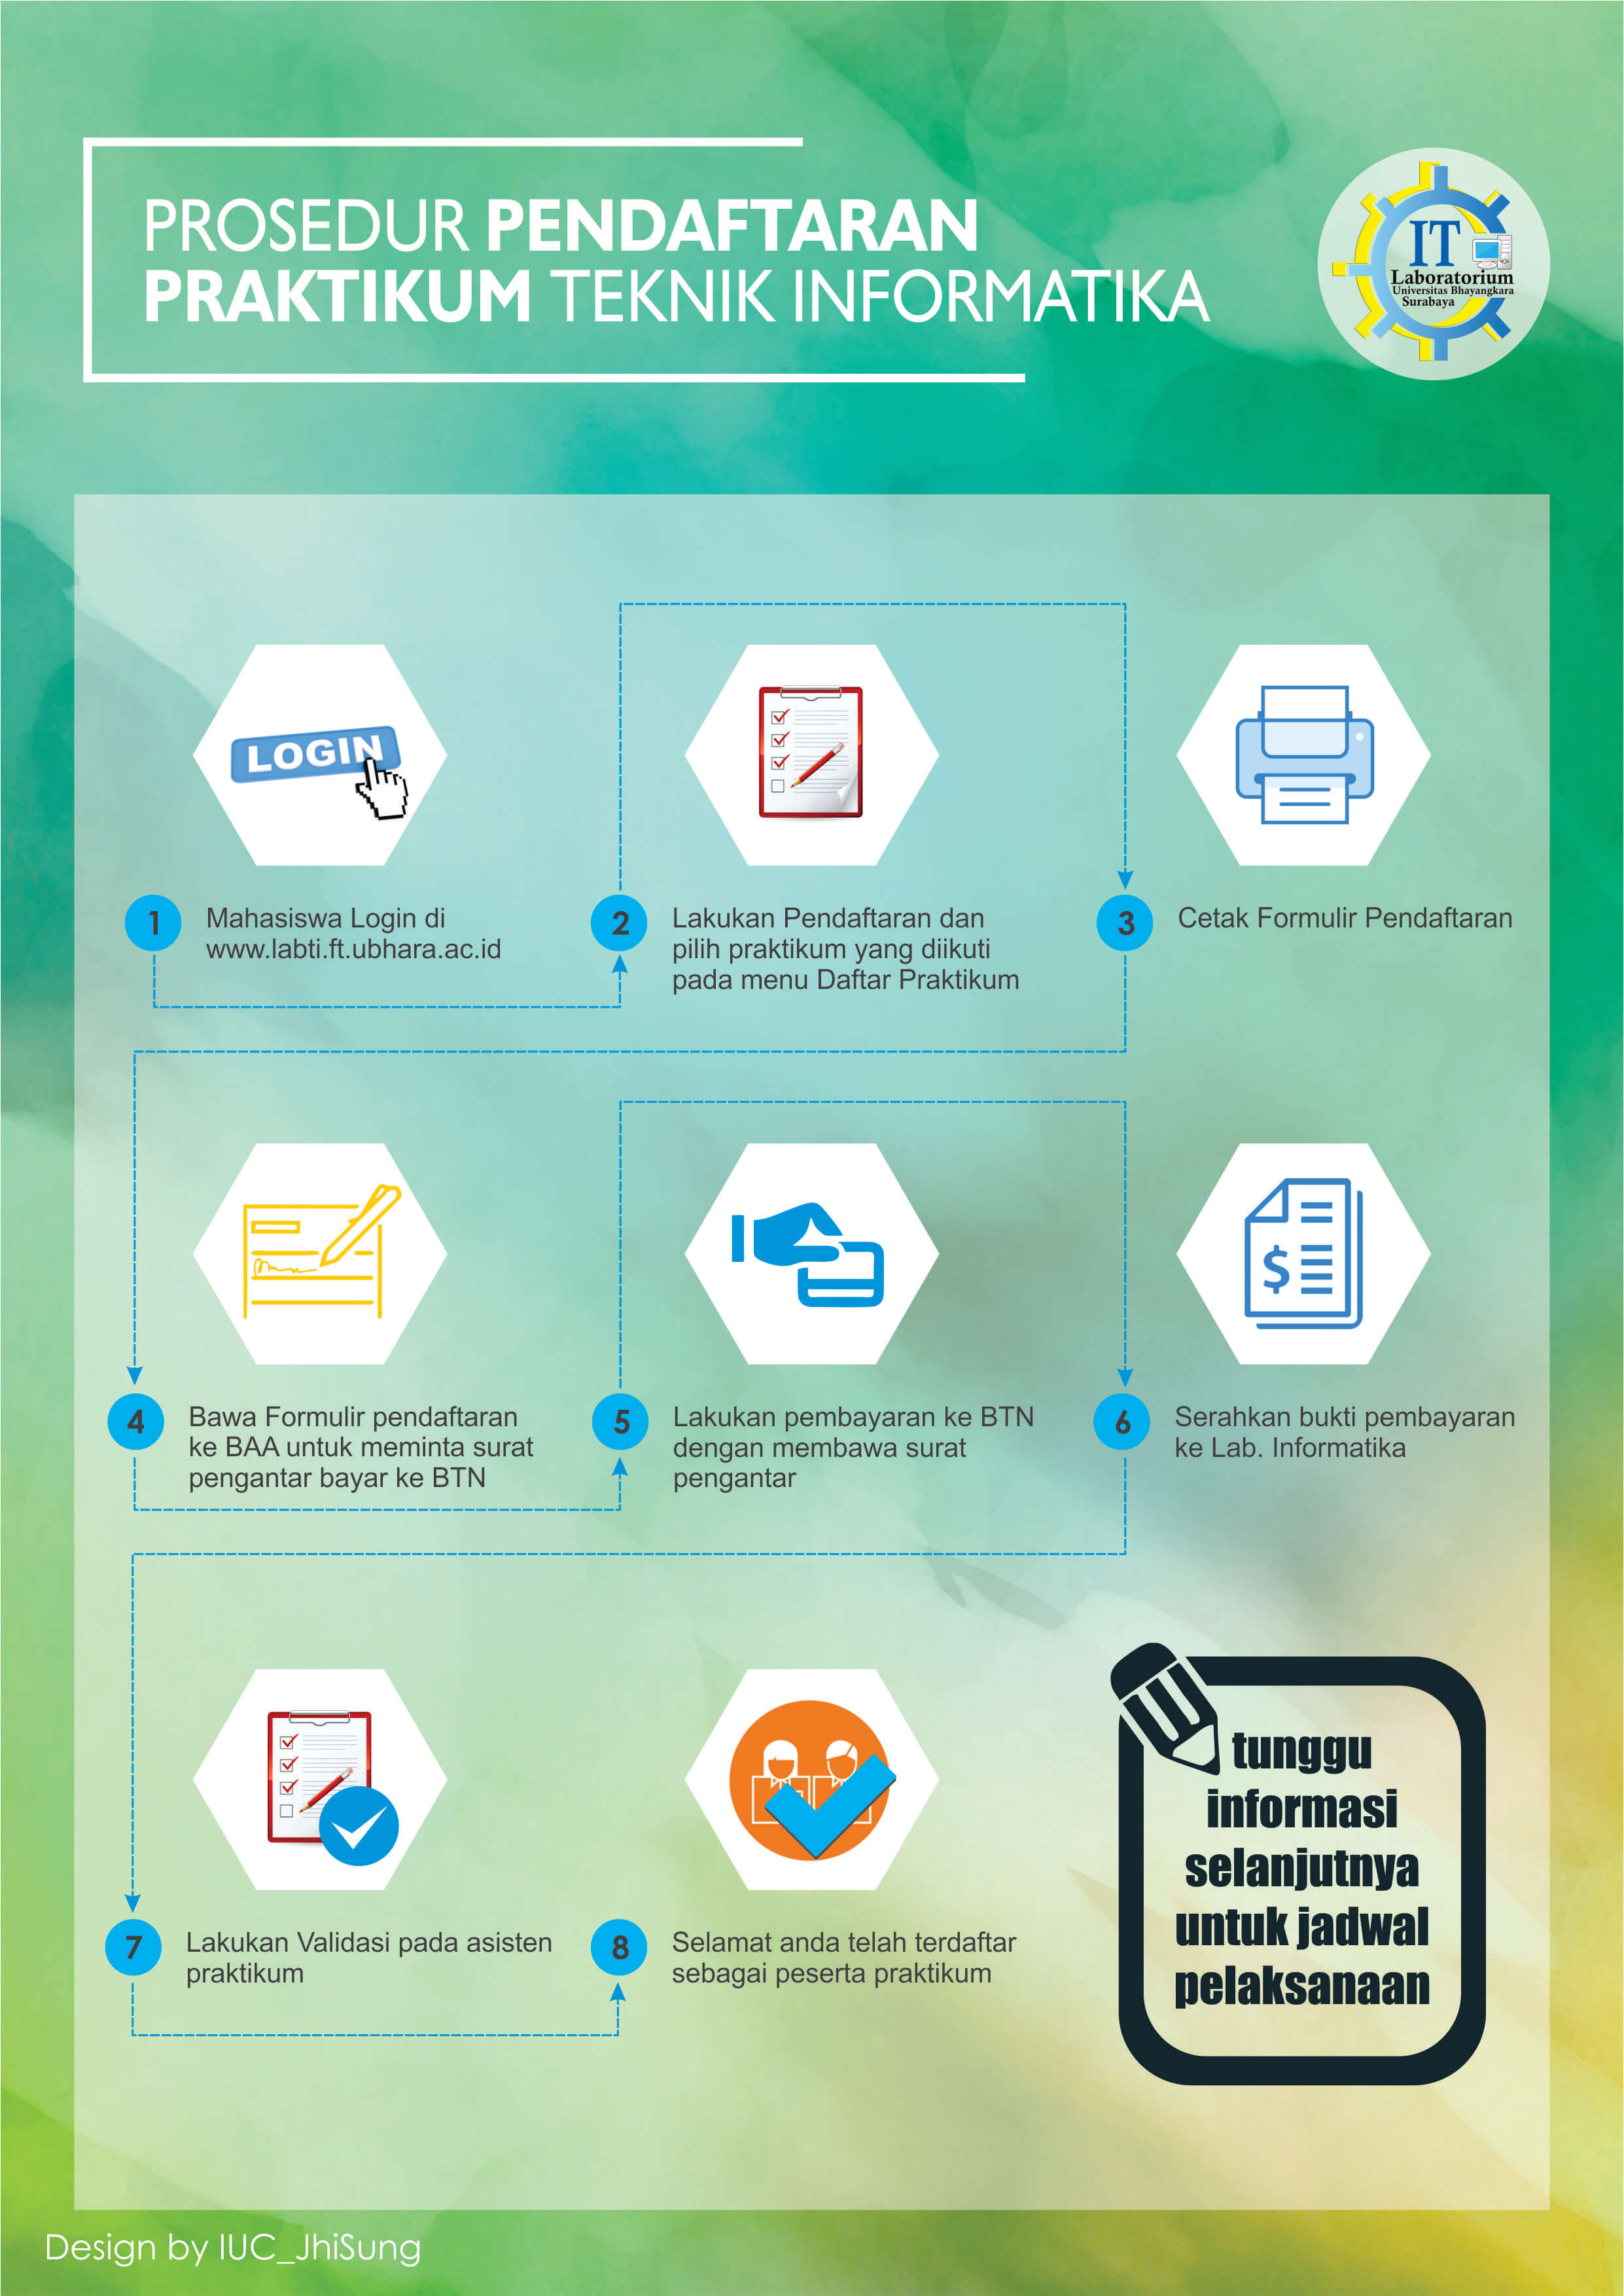 PROSEDUR PENDAFTARAN
PRAKTIKUM TEKNIK INFORMATIKA
IT
Laboratorium
Universitas Bhayangkara
Surabaya
LOGIN
1
Mahasiswa Login di
www.labti.ft.ubhara.ac.id
2
Lakukan Pendaftaran dan
pilih praktikum yang diikuti
pada menu Daftar Praktikum
3
Cetak Formulir Pendaftaran
$
4
Bawa Formulir pendaftaran
ke BAA untuk meminta surat
pengantar bayar ke BTN
5
Lakukan pembayaran ke BTN
dengan membawa surat
pengantar
6
Serahkan bukti pembayaran
ke Lab. Informatika
7
Lakukan Validasi pada asisten
praktikum
8
Selamat anda telah terdaftar
sebagai peserta praktikum
tunggu
informasi
selanjutnya
untuk jadwal
pelaksanaan
Design by IUC_JhiSung